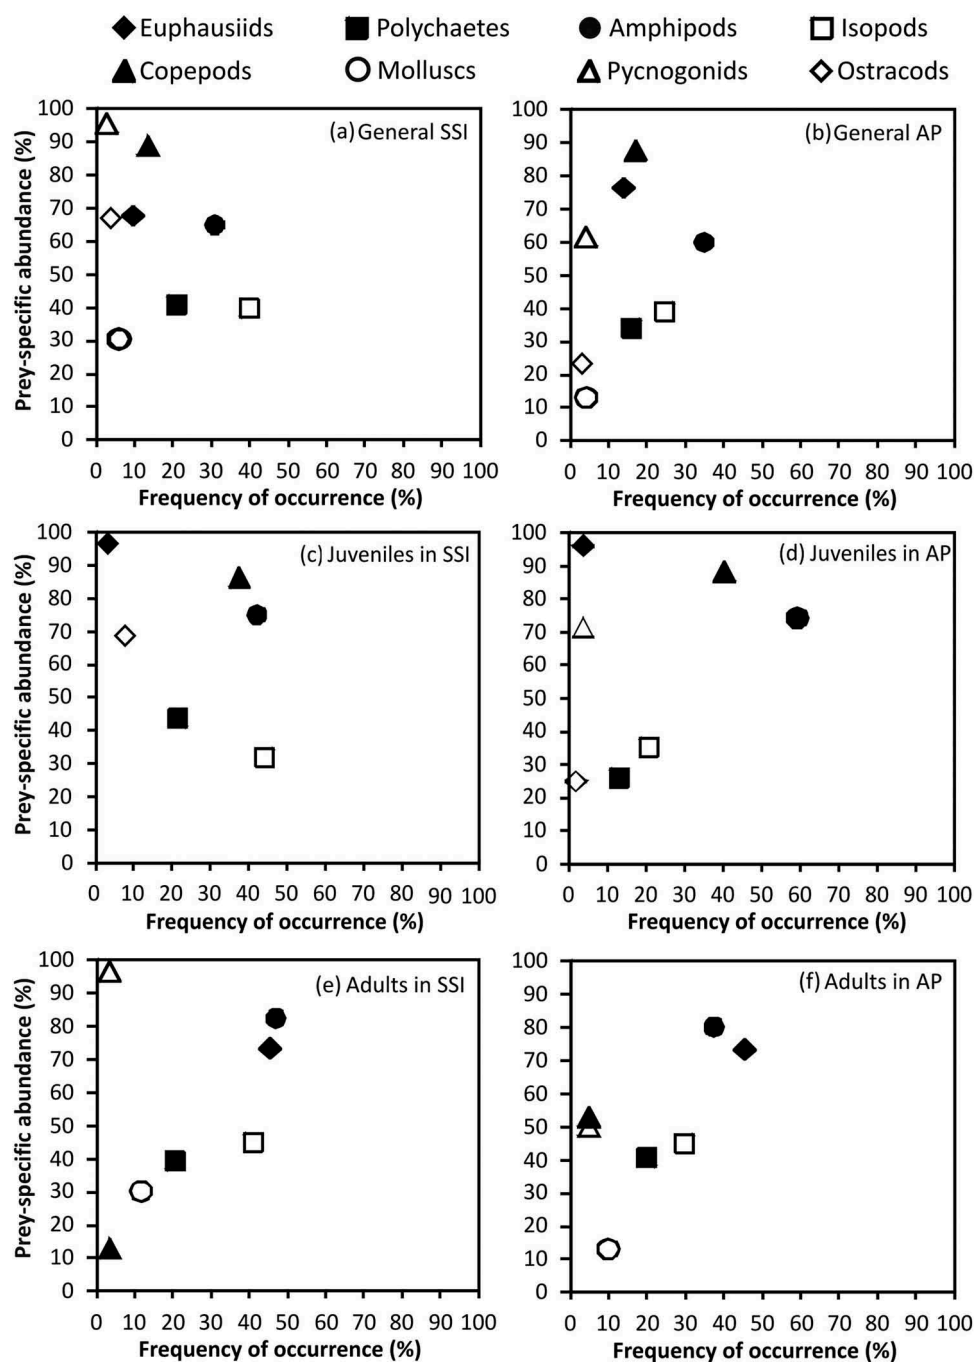 Euphausiids Polychaetes Amphipods Isopods
Copepods Molluscs Pycnogonids Ostracods
Prey-specific abundance (%)
100
90
80
70
60
50
40
30
20
10
0
(a) General SSI
0 10 20 30 40 50 60 70 80 90 100
Frequency of occurrence (%)
100
90
80
70
60
50
40
30
20
10
0
(b) General AP
0 10 20 30 40 50 60 70 80 90 100
Frequency of occurrence (%)
Prey-specific abundance (%)
100
90
80
70
60
50
40
30
20
10
0
(c) Juveniles in SSI
0 10 20 30 40 50 60 70 80 90 100
Frequency of occurrence (%)
100
90
80
70
60
50
40
30
20
10
0
(d) Juveniles in AP
0 10 20 30 40 50 60 70 80 90 100
Frequency of occurrence (%)
Prey-specific abundance (%)
100
90
80
70
60
50
40
30
20
10
0
(e) Adults in SSI
0 10 20 30 40 50 60 70 80 90 100
Frequency of occurrence (%)
100
90
80
70
60
50
40
30
20
10
0
(f) Adults in AP
0 10 20 30 40 50 60 70 80 90 100
Frequency of occurrence (%)